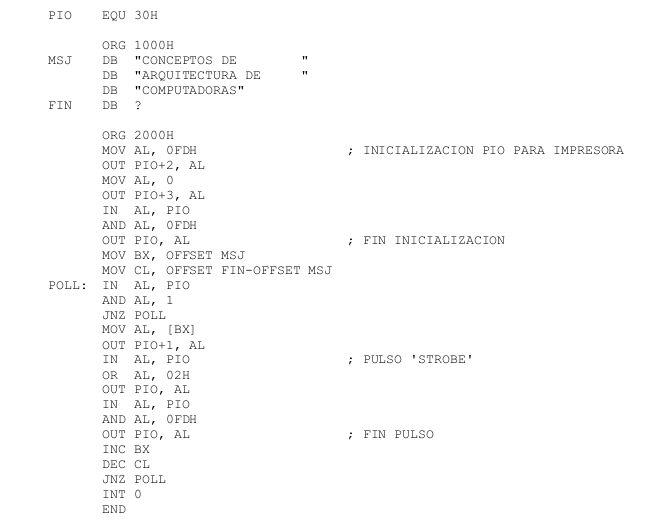 PIO     EQU 30H

        ORG 1000H
MSJ     DB  "CONCEPTOS DE         "
        DB  "ARQUITECTURA DE      "
        DB  "COMPUTADORAS"
FIN     DB  ?

        ORG 2000H
        MOV AL, 0FDH                    ; INICIALIZACION PIO PARA IMPRESORA
        OUT PIO+2, AL
        MOV AL, 0
        OUT PIO+3, AL
        IN  AL, PIO
        AND AL, 0FDH
        OUT PIO, AL                     ; FIN INICIALIZACION
        MOV BX, OFFSET MSJ
        MOV CL, OFFSET FIN-OFFSET MSJ
POLL:   IN  AL, PIO
        AND AL, 1
        JNZ POLL
        MOV AL, [BX]
        OUT PIO+1, AL
        IN  AL, PIO                     ; PULSO 'STROBE'
        OR  AL, 02H
        OUT PIO, AL
        IN  AL, PIO
        AND AL, 0FDH
        OUT PIO, AL                     ; FIN PULSO
        INC BX
        DEC CL
        JNZ POLL
        INT 0
        END